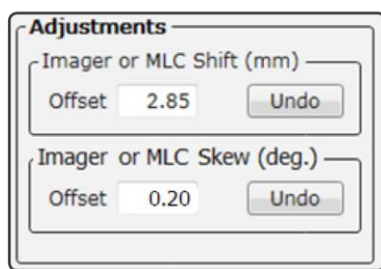 Adjustments
Imager or MLC Shift (mm)
Offset 2.85 Undo
Imager or MLC Skew (deg.)
Offset 0.20 Undo